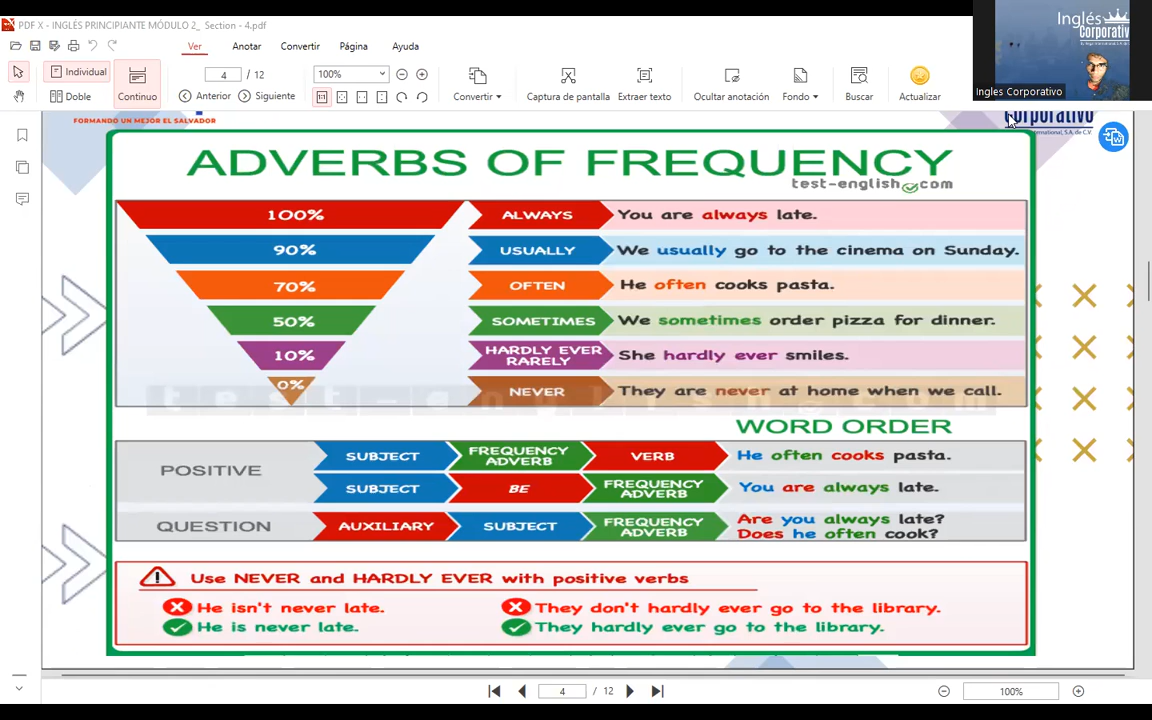 PDF X - INGLÉS PRINCIPIANTE MÓDULO 2_ Section - 4.pdf
Ver Anotar Convertir Página Ayuda
Individual
Doble
Continuo
4 / 12
Anterior Siguiente
100%
Convertir
Captura de pantalla
Extraer texto
Ocultar anotación
Fondo
Buscar
Actualizar
Inglés
Corporativo
Ingles Corporativo
FORMANDO UN MEJOR EL SALVADOR
Corporativo
International, S.A. de C.V.
ADVERBS OF FREQUENCY
test-english.com
100% ALWAYS You are always late.
90% USUALLY We usually go to the cinema on Sunday.
70% OFTEN He often cooks pasta.
50% SOMETIMES We sometimes order pizza for dinner.
10% HARDLY EVER RARELY She hardly ever smiles.
0% NEVER They are never at home when we call.
test-english.com
WORD ORDER
POSITIVE
SUBJECT FREQUENCY ADVERB VERB He often cooks pasta.
SUBJECT BE FREQUENCY ADVERB You are always late.
QUESTION AUXILIARY SUBJECT FREQUENCY ADVERB Are you always late?
Does he often cook?
Use NEVER and HARDLY EVER with positive verbs
He isn't never late. They don't hardly ever go to the library.
He is never late. They hardly ever go to the library.
4 / 12
100%